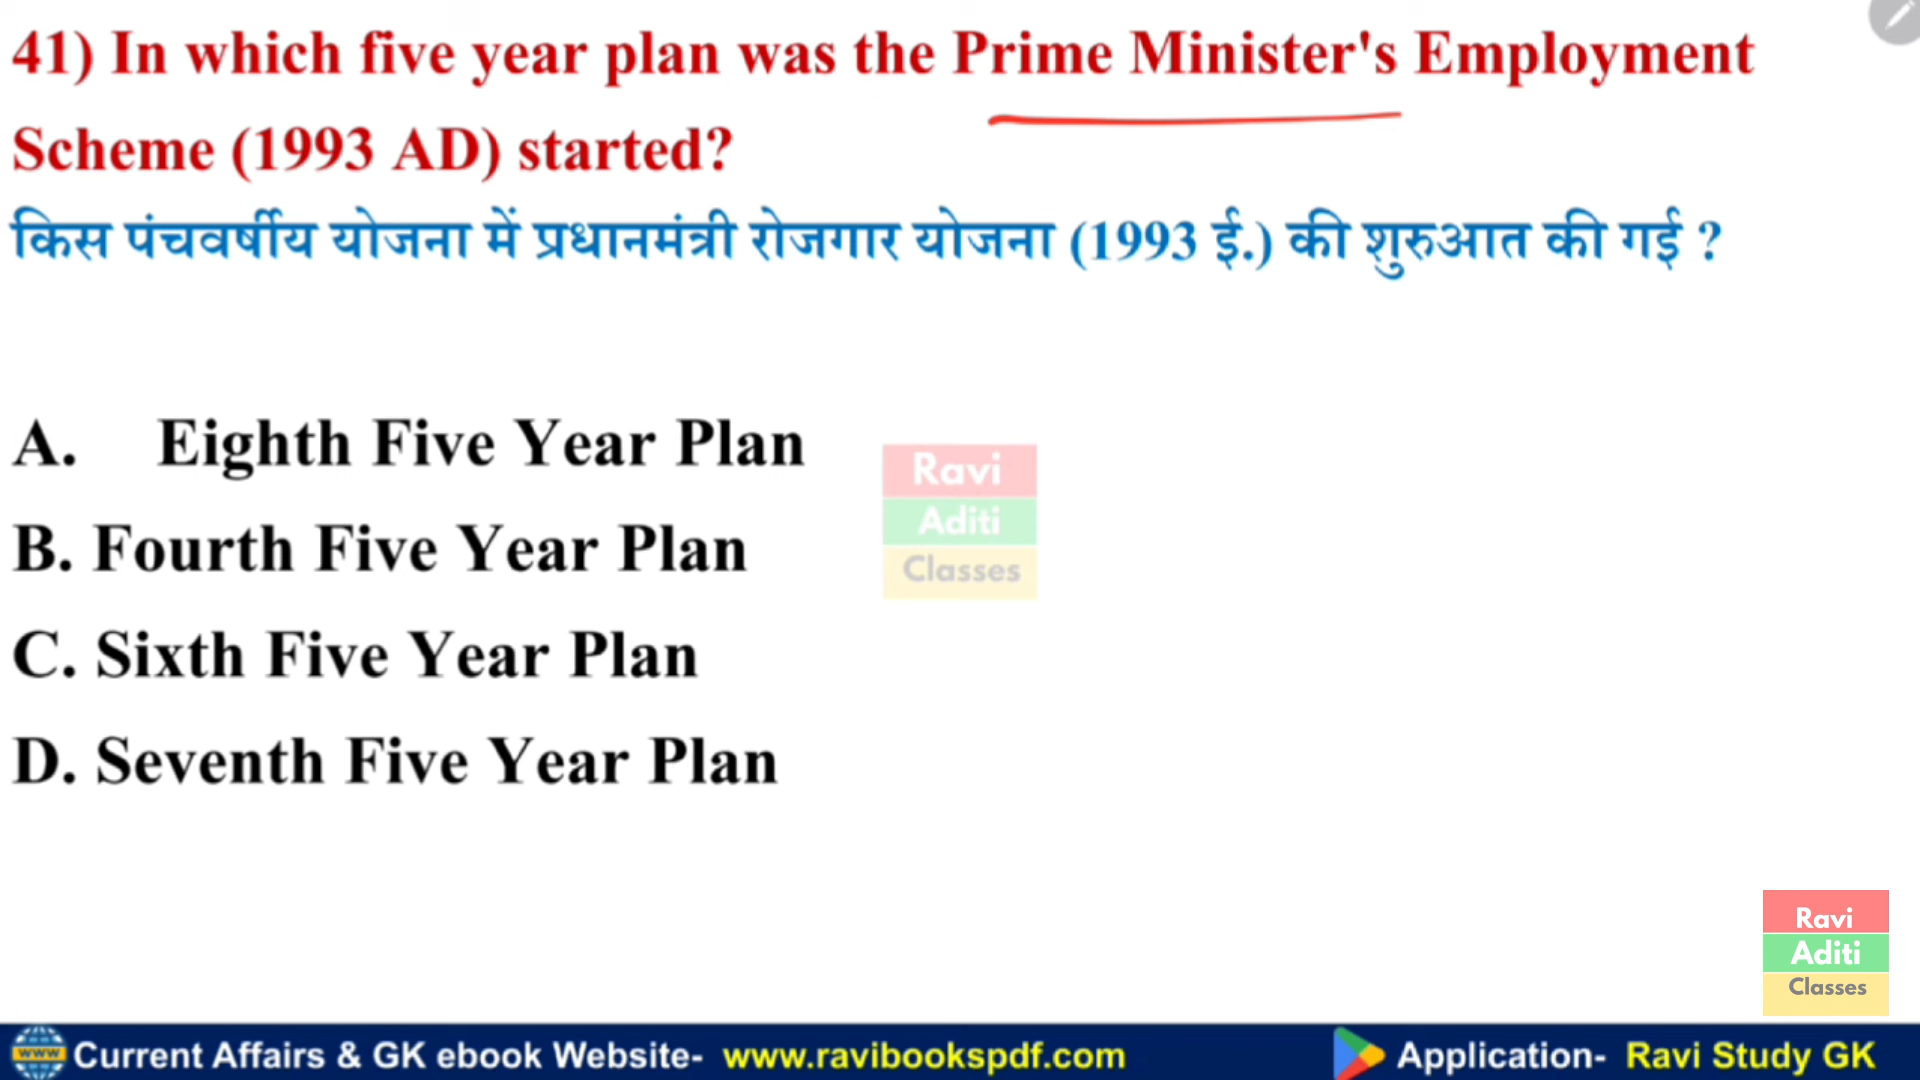 41) In which five year plan was the Prime Minister's Employment
Scheme (1993 AD) started?
किस पंचवर्षीय योजना में प्रधानमंत्री रोजगार योजना (1993 ई.) की शुरुआत की गई ?
A. Eighth Five Year Plan
B. Fourth Five Year Plan
C. Sixth Five Year Plan
D. Seventh Five Year Plan
Ravi
Aditi
Classes
Ravi
Aditi
Classes
www Current Affairs & GK ebook Website- www.ravibookspdf.com Application- Ravi Study GK